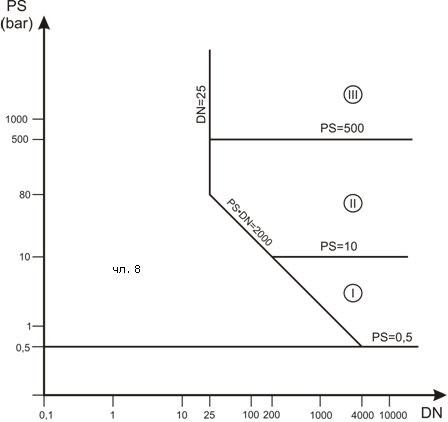 PS
(bar)
1000
500
80
10
1
0,5
DN=25
III
PS=500
PS•DN=2000
II
PS=10
чл. 8
I
PS=0,5
0,1
1
10
25
100
200
1000
4000
10000
DN